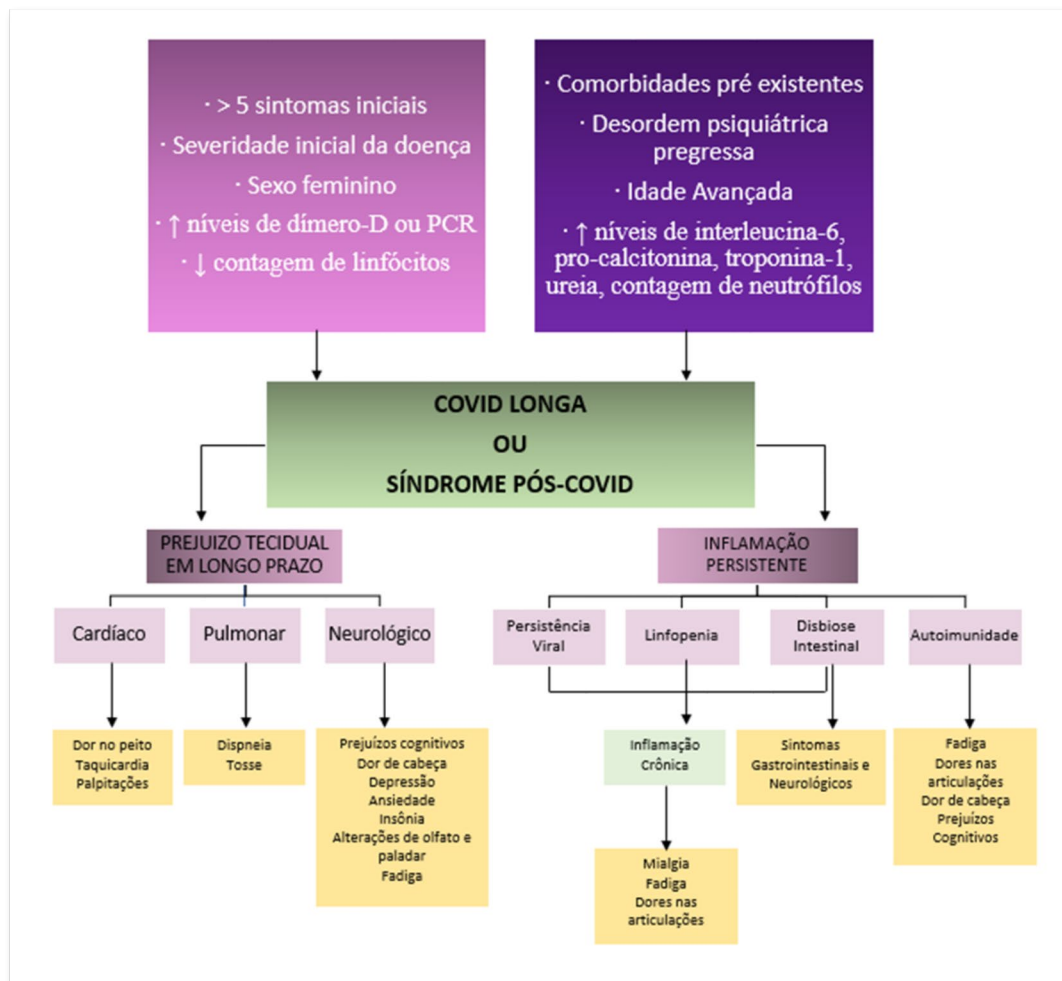 · > 5 sintomas iniciais
· Severidade inicial da doença
· Sexo feminino
· ↑ níveis de dímero-D ou PCR
· ↓ contagem de linfócitos
· Comorbidades pré existentes
· Desordem psiquiátrica
pregressa
· Idade Avançada
· ↑ níveis de interleucina-6,
pro-calcitonina, troponina-1,
ureia, contagem de neutrófilos
COVID LONGA
OU
SÍNDROME PÓS-COVID
PREJUIZO TECIDUAL
EM LONGO PRAZO
INFLAMAÇÃO
PERSISTENTE
Cardíaco
Pulmonar
Neurológico
Persistência
Viral
Linfopenia
Disbiose
Intestinal
Autoimunidade
Dor no peito
Taquicardia
Palpitações
Dispneia
Tosse
Prejuízos cognitivos
Dor de cabeça
Depressão
Ansiedade
Insônia
Alterações de olfato e
paladar
Fadiga
Inflamação
Crônica
Sintomas
Gastrointestinais e
Neurológicos
Fadiga
Dores nas
articulações
Dor de cabeça
Prejuízos
Cognitivos
Mialgia
Fadiga
Dores nas
articulações